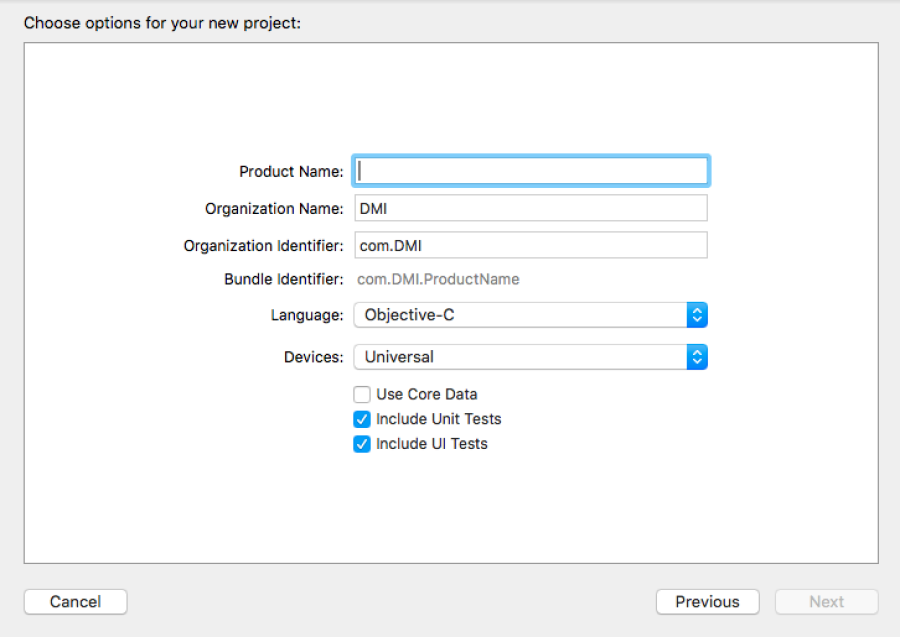 Choose options for your new project:
Product Name:
Organization Name: DMI
Organization Identifier: com.DMI
Bundle Identifier: com.DMI.ProductName
Language: Objective-C
Devices: Universal
Use Core Data
Include Unit Tests
Include UI Tests
Cancel Previous Next